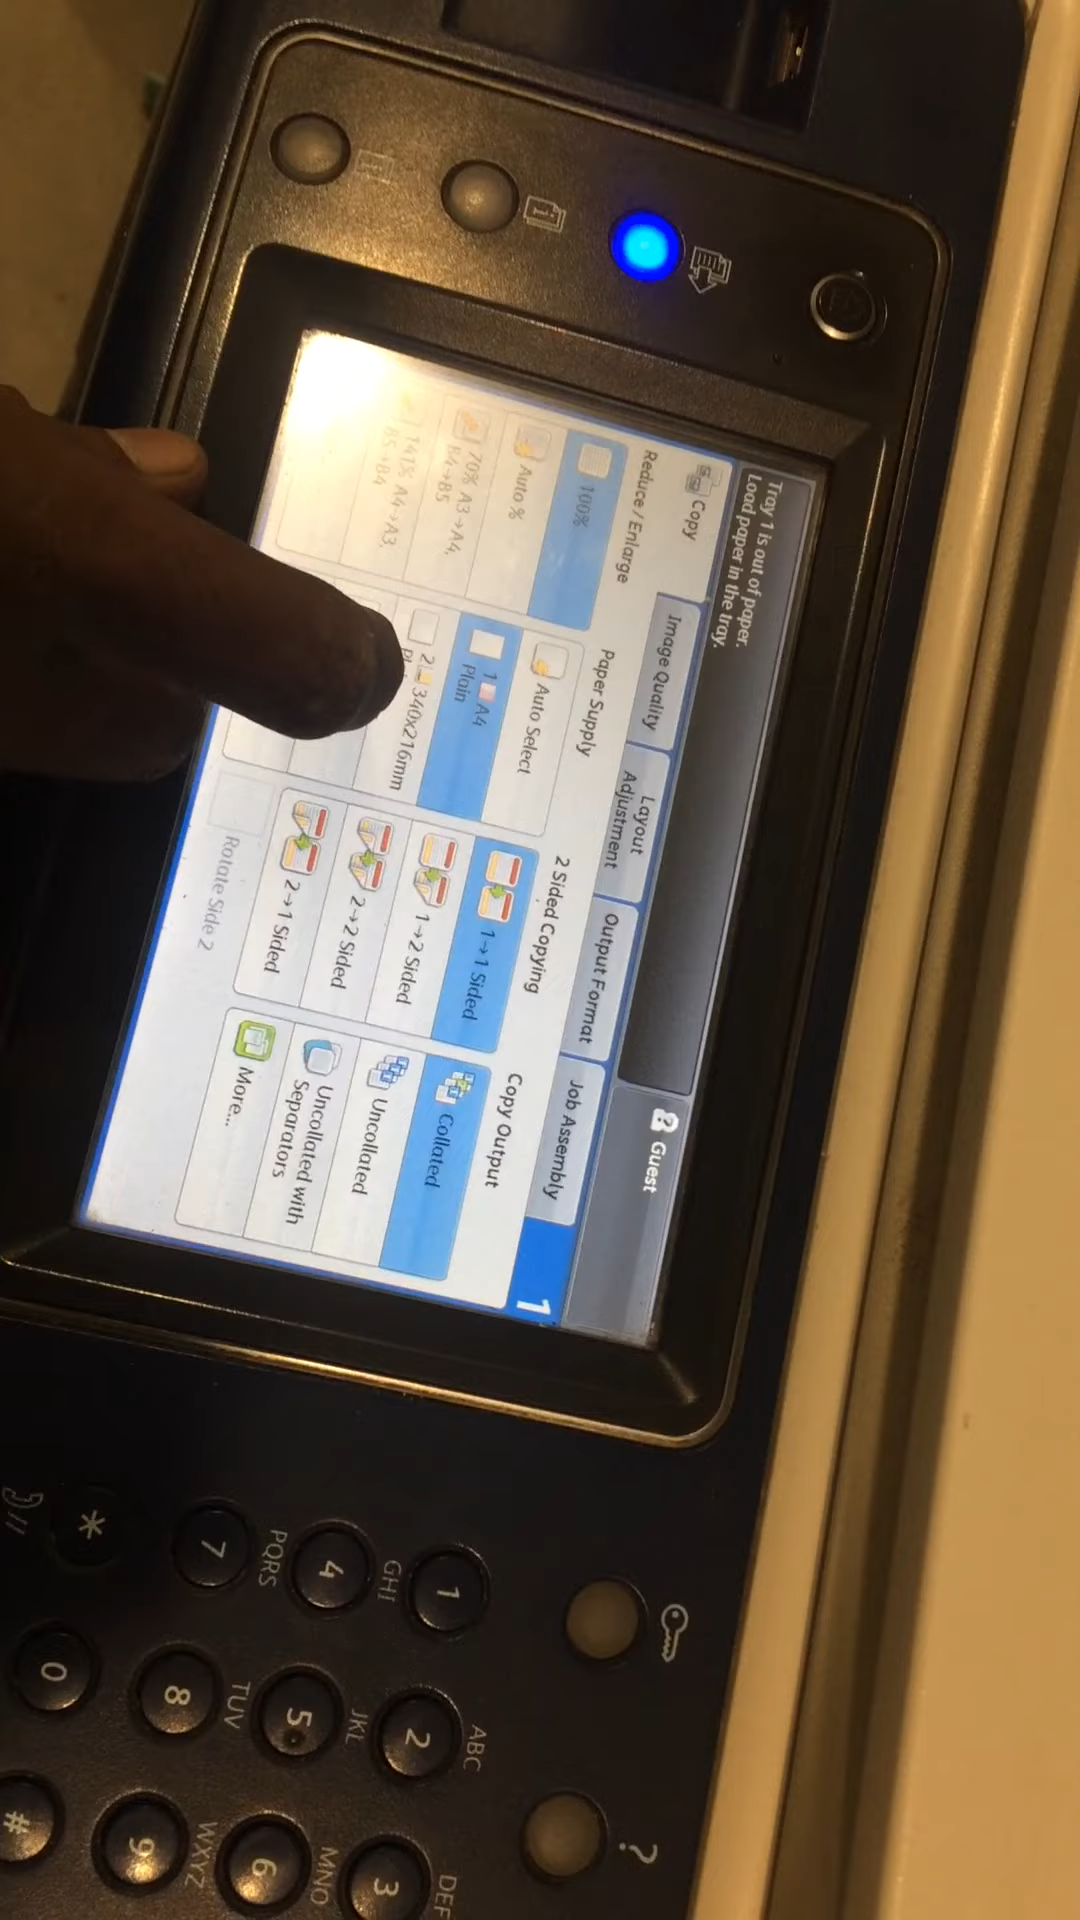 Tray 1 is out of paper.
Load paper in the tray.
Guest
Copy
Image Quality
Layout
Adjustment
Output Format
Job Assembly
1
Reduce / Enlarge
100%
Auto %
70% A3→A4,
B4→B5
141% A4→A3,
B5→B4
Paper Supply
Auto Select
1 A4
Plain
2 340x216mm
2 Sided Copying
1→1 Sided
1→2 Sided
2→2 Sided
2→1 Sided
Rotate Side 2
Copy Output
Collated
Uncollated
Uncollated with
Separators
More...
?
ABC
DEF
1
2
3
GHI
JKL
MNO
4
5
6
PQRS
TUV
WXYZ
7
8
9
*
0
#